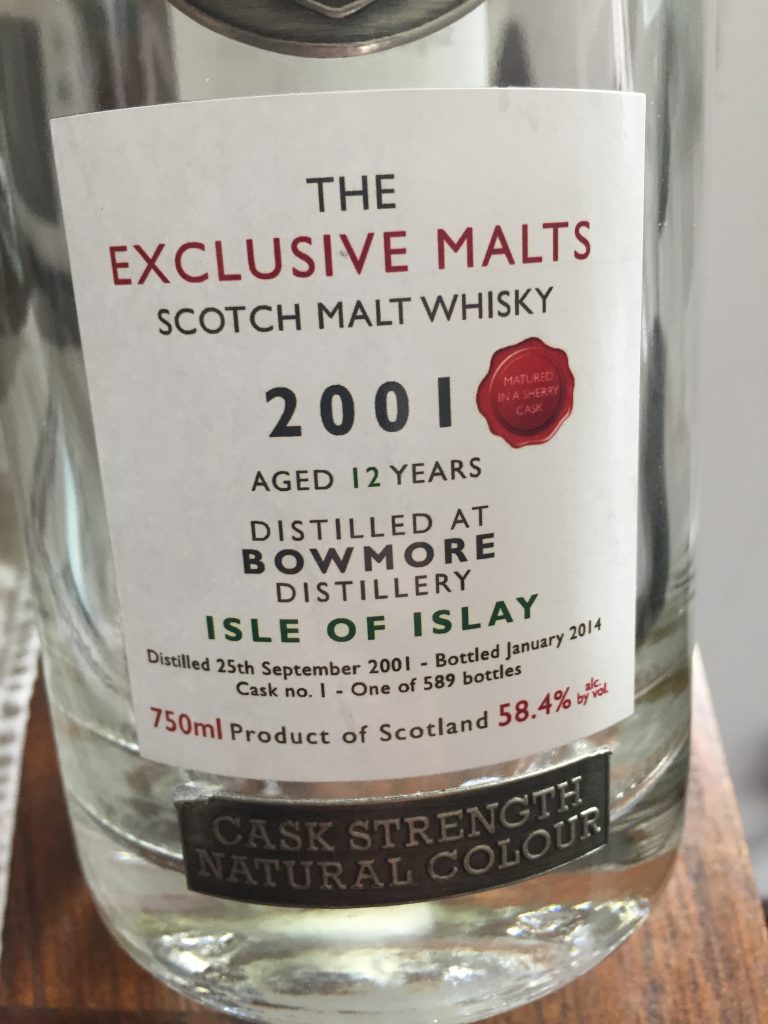 THE
EXCLUSIVE MALTS
SCOTCH MALT WHISKY
2001
MATURED
IN A SHERRY
CASK
AGED 12 YEARS
DISTILLED AT
BOWMORE
DISTILLERY
ISLE OF ISLAY
Distilled 25th September 2001 - Bottled January 2014
Cask no. 1 - One of 589 bottles
750ml Product of Scotland 58.4% alc. by vol.
CASK STRENGTH
NATURAL COLOUR